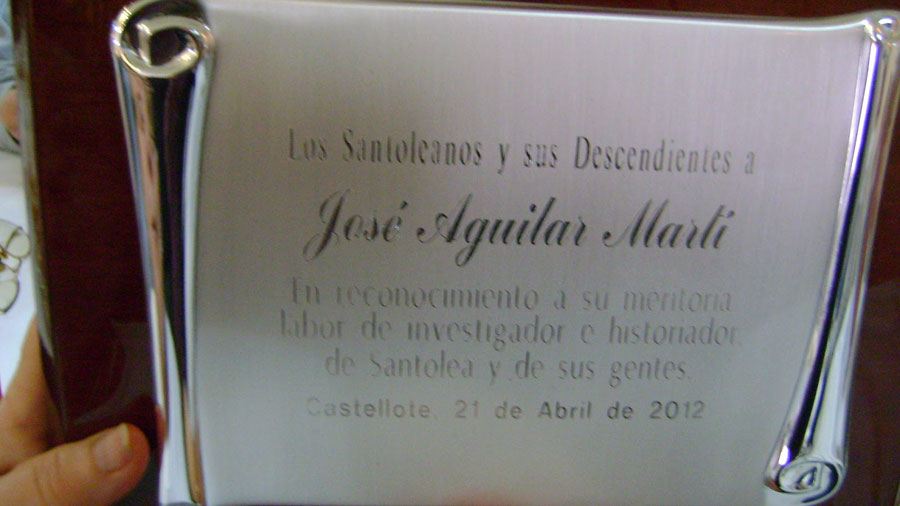 Los Santoleanos y sus Descendientes a
José Aguilar Martí
En reconocimiento a su meritoria
labor de investigador e historiador
de Santolea y de sus gentes.
Castellote, 21 de Abril de 2012